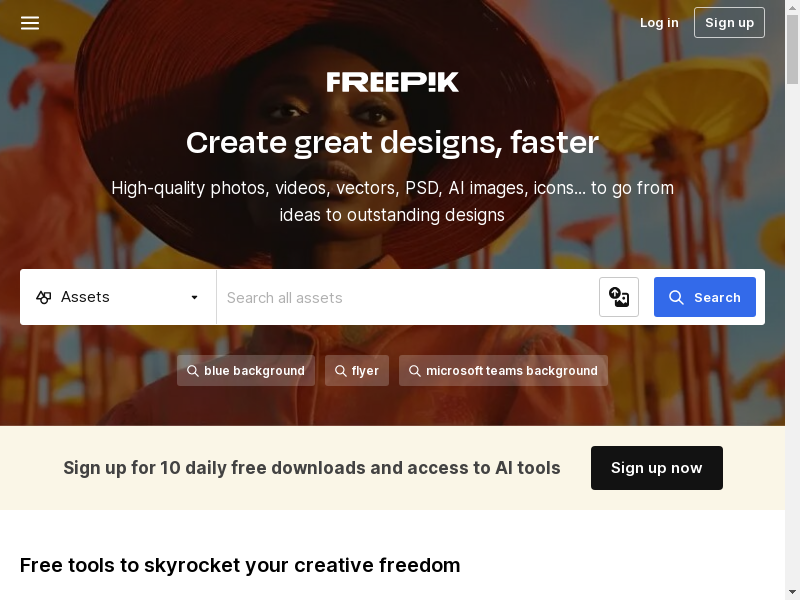 Log in
Sign up
FREEPIK
Create great designs, faster
High-quality photos, videos, vectors, PSD, AI images, icons... to go from
ideas to outstanding designs
Assets
Search all assets
Search
blue background
flyer
microsoft teams background
Sign up for 10 daily free downloads and access to AI tools
Sign up now
Free tools to skyrocket your creative freedom